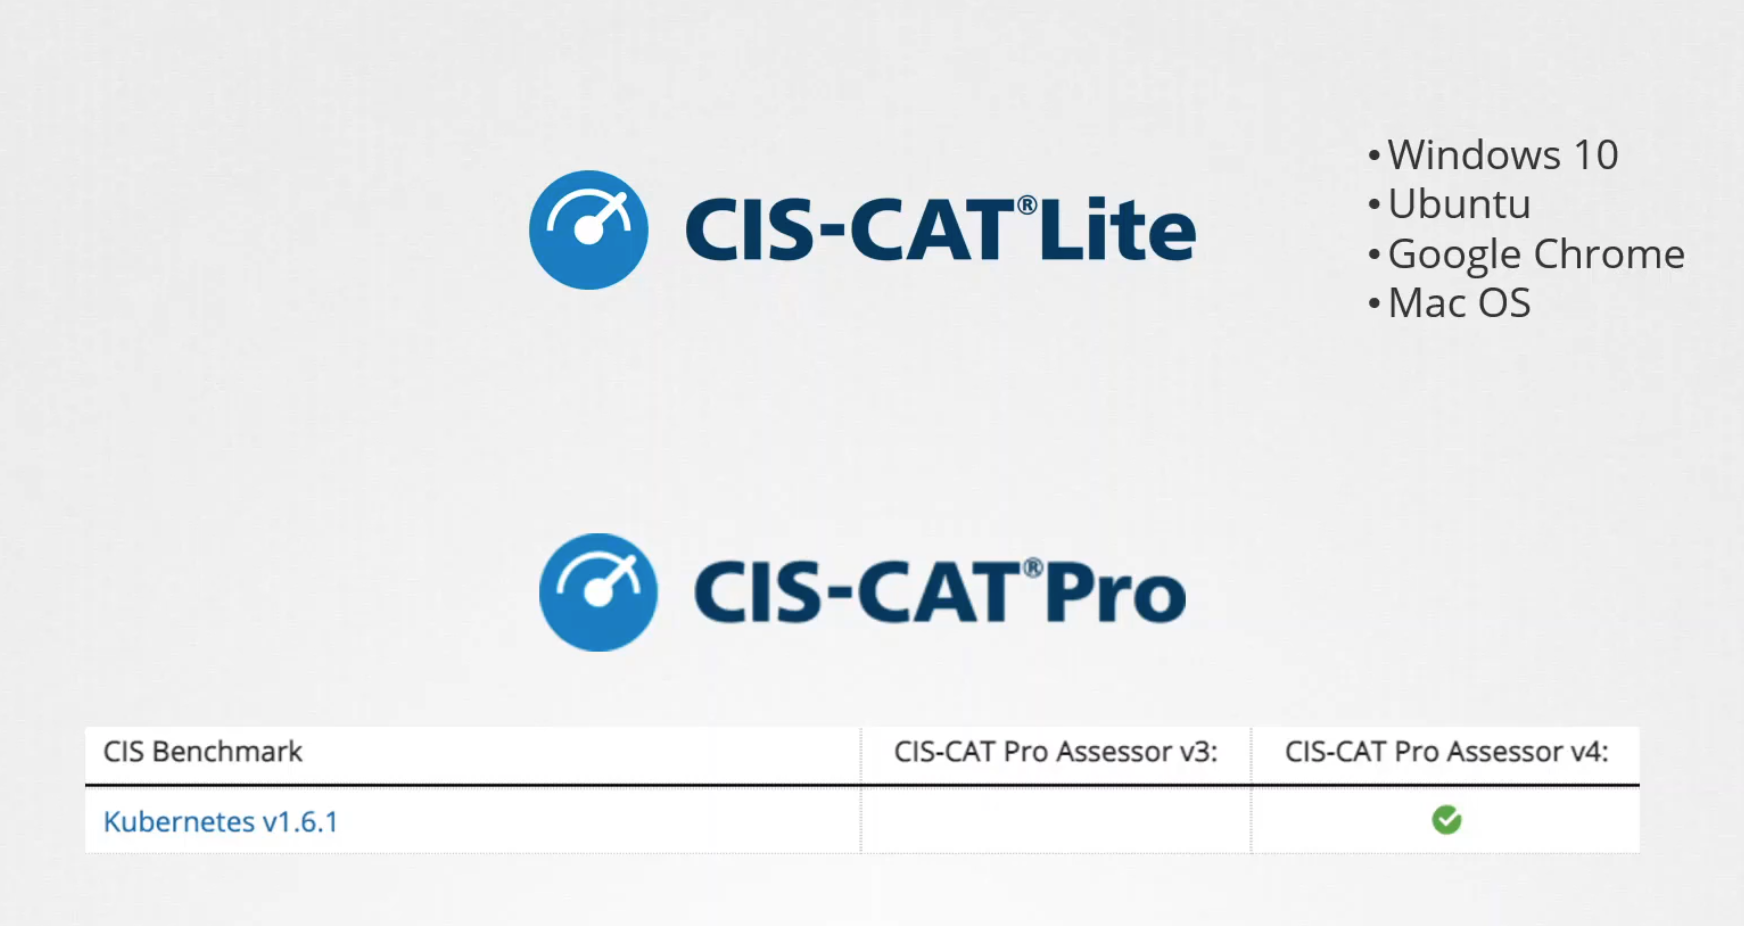 CIS-CAT®Lite
• Windows 10
• Ubuntu
• Google Chrome
• Mac OS
CIS-CAT®Pro
CIS Benchmark CIS-CAT Pro Assessor v3: CIS-CAT Pro Assessor v4:
Kubernetes v1.6.1